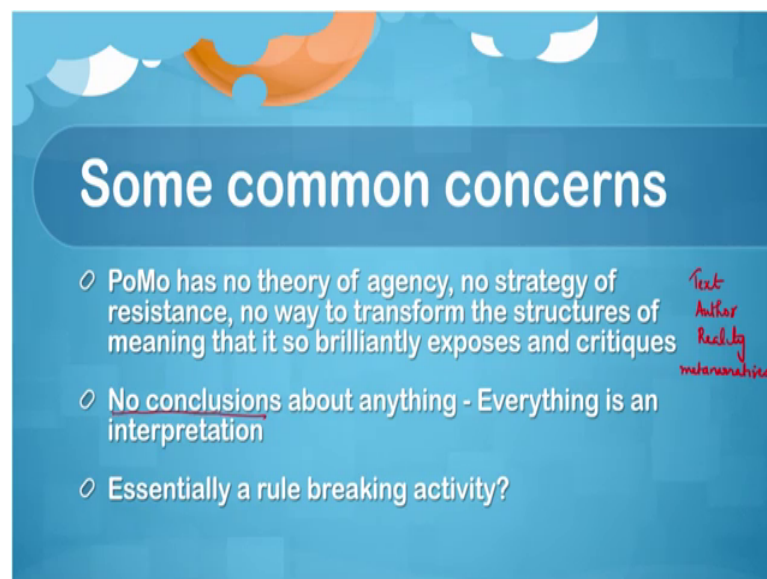 Some common concerns
PoMo has no theory of agency, no strategy of
resistance, no way to transform the structures of
meaning that it so brilliantly exposes and critiques
Text
Author
Reality
metanarratives
No conclusions about anything - Everything is an
interpretation
Essentially a rule breaking activity?